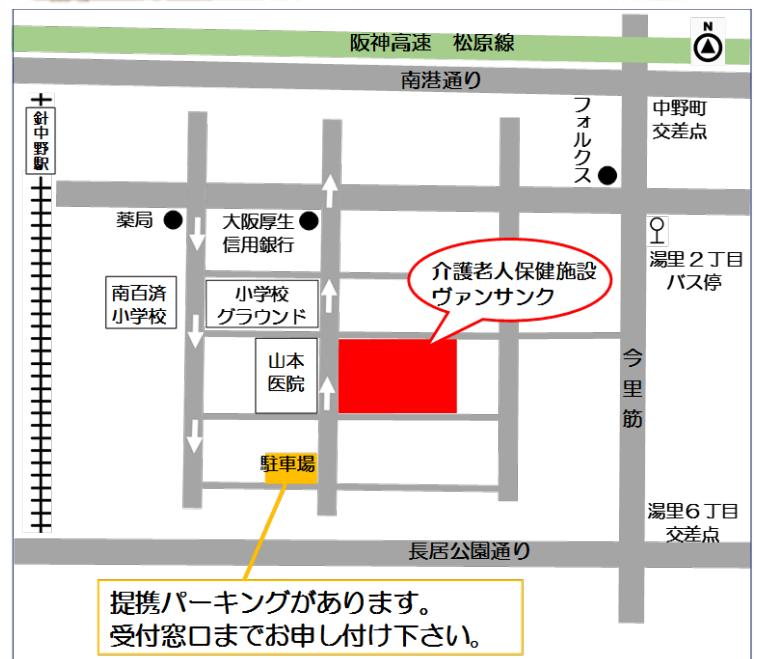 N
阪神高速 松原線
南港通り
針中野駅
フォルクス
中野町
交差点
薬局
大阪厚生
信用銀行
湯里2丁目
バス停
介護老人保健施設
ヴァンサンク
南百済
小学校
小学校
グラウンド
山本
医院
今里筋
駐車場
湯里6丁目
交差点
長居公園通り
提携パーキングがあります。
受付窓口までお申し付け下さい。